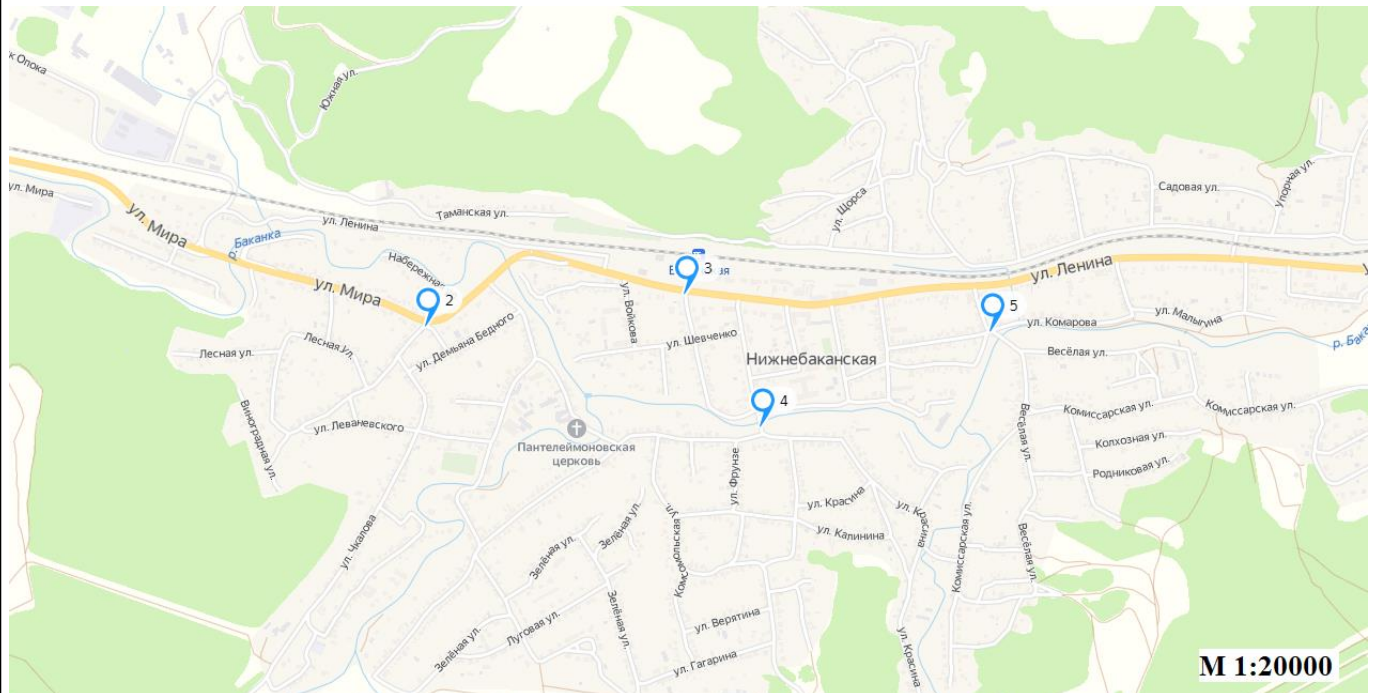 к Опока
Южная ул.
ул. Мира
ул. Мира
р. Баканка
ул. Ленина
Таманская ул.
ул. Щорса
Садовая ул.
Упорная ул.
Набережная
ул. Мира
2
3
ул. Ленина
5
ул. Войкова
ул. Демьяна Бедного
ул. Шевченко
Нижнебаканская
ул. Комарова
ул. Малыгина
р. Бака
Лесная ул.
Лесная ул.
Весёлая ул.
4
Виноградная ул.
ул. Леваневского
Пантелеймоновская
церковь
ул. Фрунзе
Весёлая ул.
Комиссарская ул.
Комиссарская ул.
Колхозная ул.
Родниковая ул.
ул. Чкалова
Зелёная ул.
Зелёная ул.
Комсомольская ул.
ул. Красина
ул. Калинина
ул. Красина
Комиссарская ул.
Весёлая ул.
Зелёная ул.
Луговая ул.
Зелёная ул.
ул. Верятина
ул. Гагарина
ул. Красина
М 1:20000